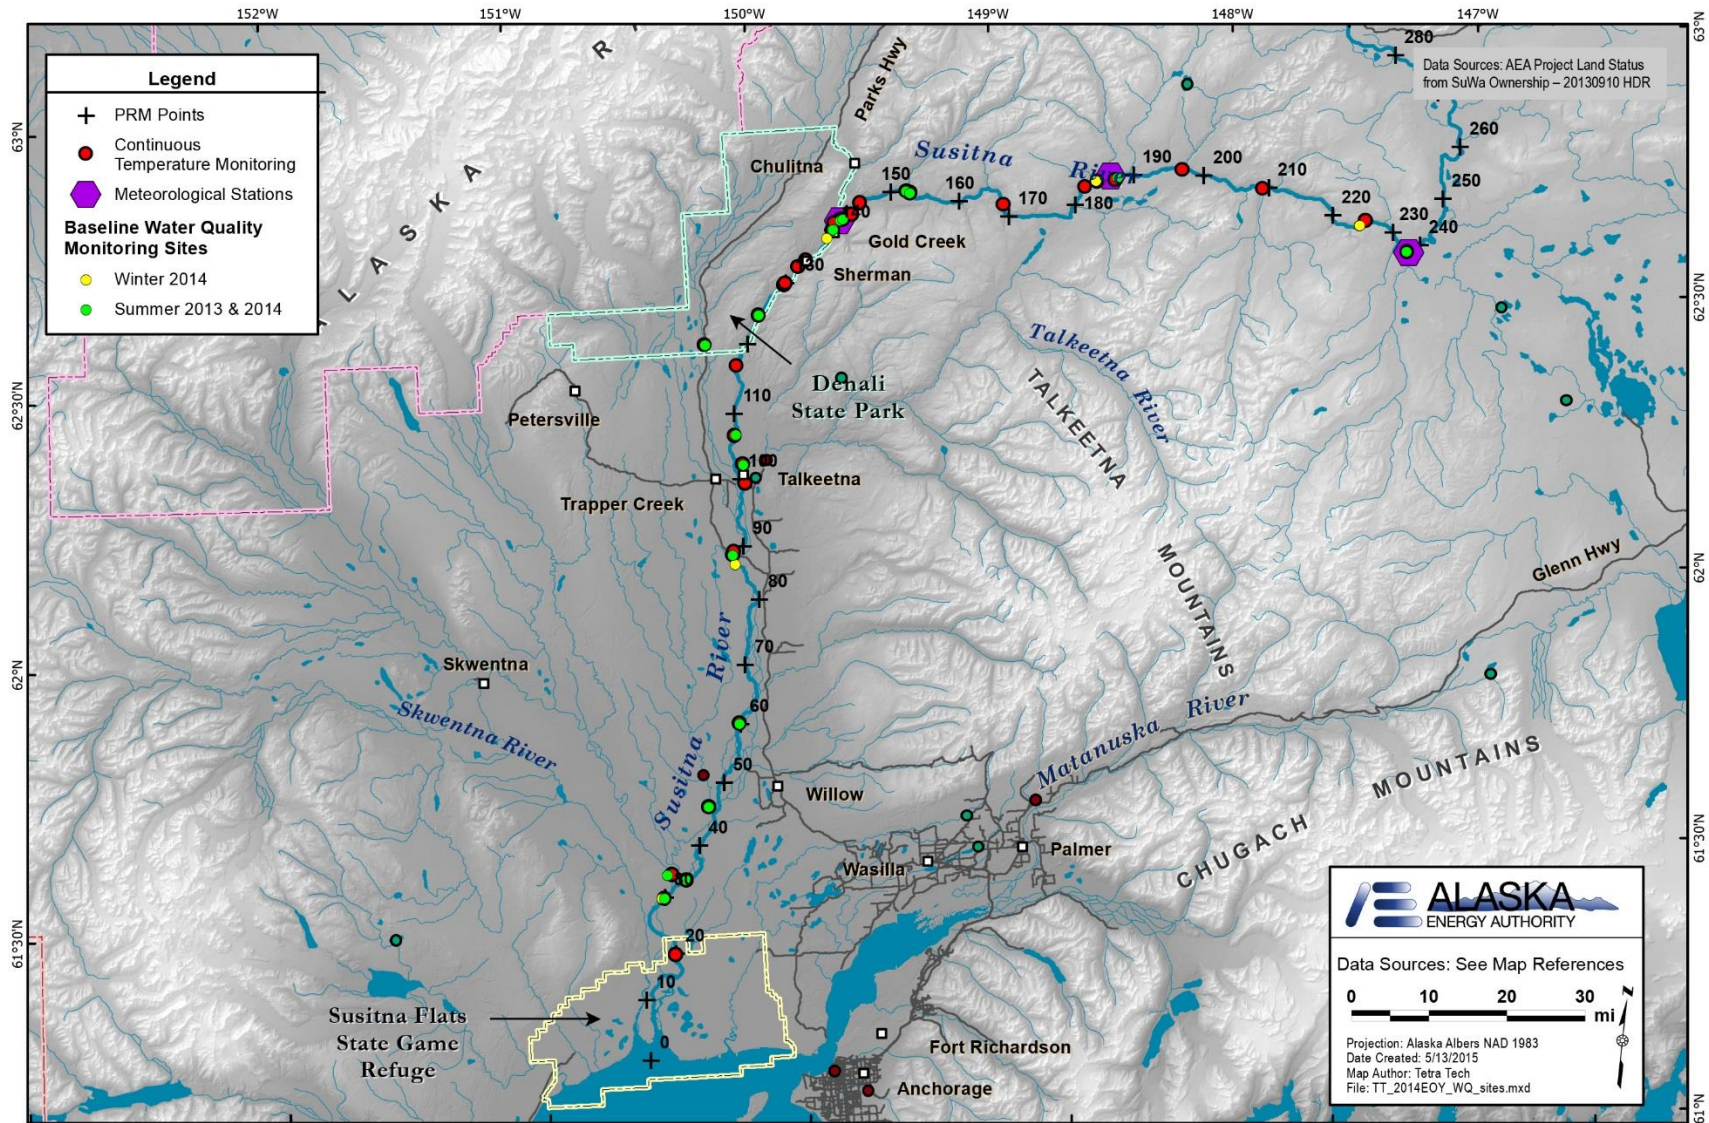 152°W
151°W
150°W
149°W
148°W
147°W
63°N
63°N
62°30'N
62°30'N
62°N
62°N
61°30'N
61°30'N
61°N
Legend
PRM Points
Continuous
Temperature Monitoring
Meteorological Stations
Baseline Water Quality
Monitoring Sites
Winter 2014
Summer 2013 & 2014
Data Sources: AEA Project Land Status
from SuWa Ownership – 20130910 HDR
L A S K A
R
Parks Hwy
Chulitna
Susitna
River
150
160
170
180
190
200
210
220
230
240
250
260
280
Gold Creek
Sherman
Talkeetna River
TALKEETNA
MOUNTAINS
Denali
State Park
110
Petersville
100
Talkeetna
Trapper Creek
90
80
70
60
50
40
20
10
0
Glenn Hwy
Skwentna
Skwentna River
Susitna River
Matanuska River
Willow
Wasilla
Palmer
CHUGACH MOUNTAINS
Susitna Flats
State Game
Refuge
Fort Richardson
Anchorage
ALASKA
ENERGY AUTHORITY
Data Sources: See Map References
0 10 20 30 mi
N
Projection: Alaska Albers NAD 1983
Date Created: 5/13/2015
Map Author: Tetra Tech
File: TT_2014EOY_WQ_sites.mxd